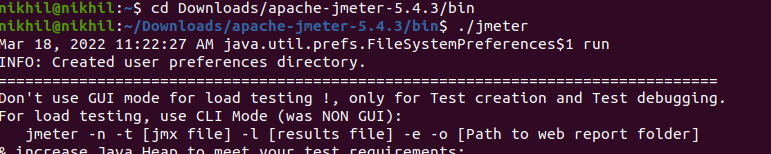 nikhil@nikhil:~$ cd Downloads/apache-jmeter-5.4.3/bin
nikhil@nikhil:~/Downloads/apache-jmeter-5.4.3/bin$ ./jmeter
Mar 18, 2022 11:22:27 AM java.util.prefs.FileSystemPreferences$1 run
INFO: Created user preferences directory.
================================================================================
Don't use GUI mode for load testing !, only for Test creation and Test debugging.
For load testing, use CLI Mode (was NON GUI):
   jmeter -n -t [jmx file] -l [results file] -e -o [Path to web report folder]
& increase Java Heap to meet your test requirements: